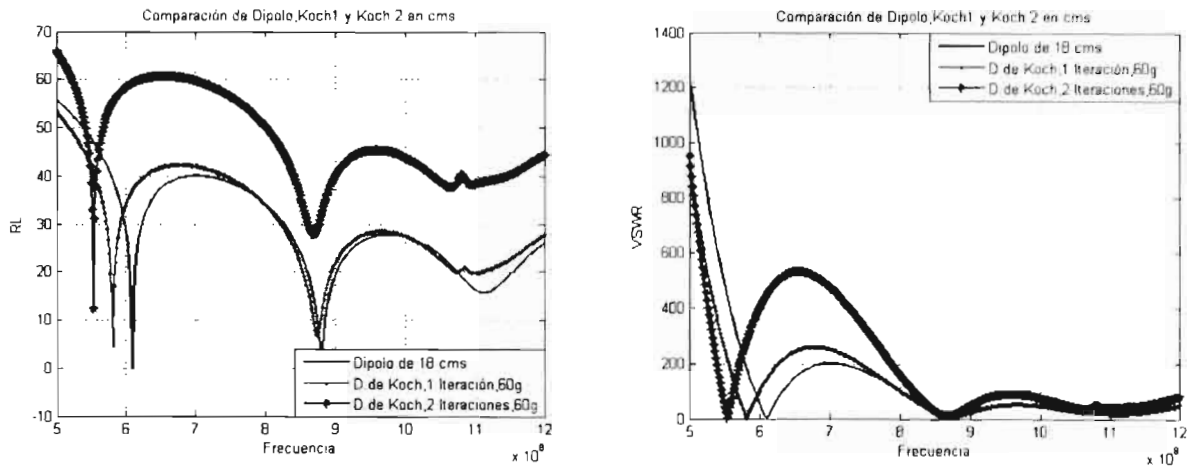 Comparación de Dipolo,Koch1 y Koch 2 en cms
70
60
50
40
30
20
10
0
-10
RL
5
6
7
8
9
10
11
12
Frecuencia
x 10⁸
Dipolo de 18 cms
D de Koch,1 Iteración,60g
D de Koch,2 Iteraciones,60g
Comparación de Dipolo,Koch1 y Koch 2 en cms
1400
1200
1000
800
600
400
200
0
VSWR
5
6
7
8
9
10
11
12
Frecuencia
x 10⁸
Dipolo de 18 cms
D de Koch,1 Iteración,60g
D de Koch,2 Iteraciones,60g